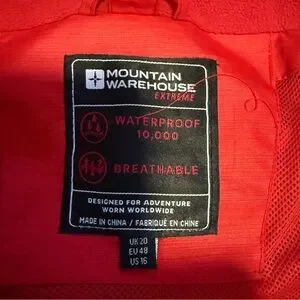 MOUNTAIN
WAREHOUSE
EXTREME
WATERPROOF
10,000
BREATHABLE
DESIGNED FOR ADVENTURE
WORN WORLDWIDE
MADE IN CHINA / FABRIQUÉ EN CHINE
UK 20
EU 48
US 16